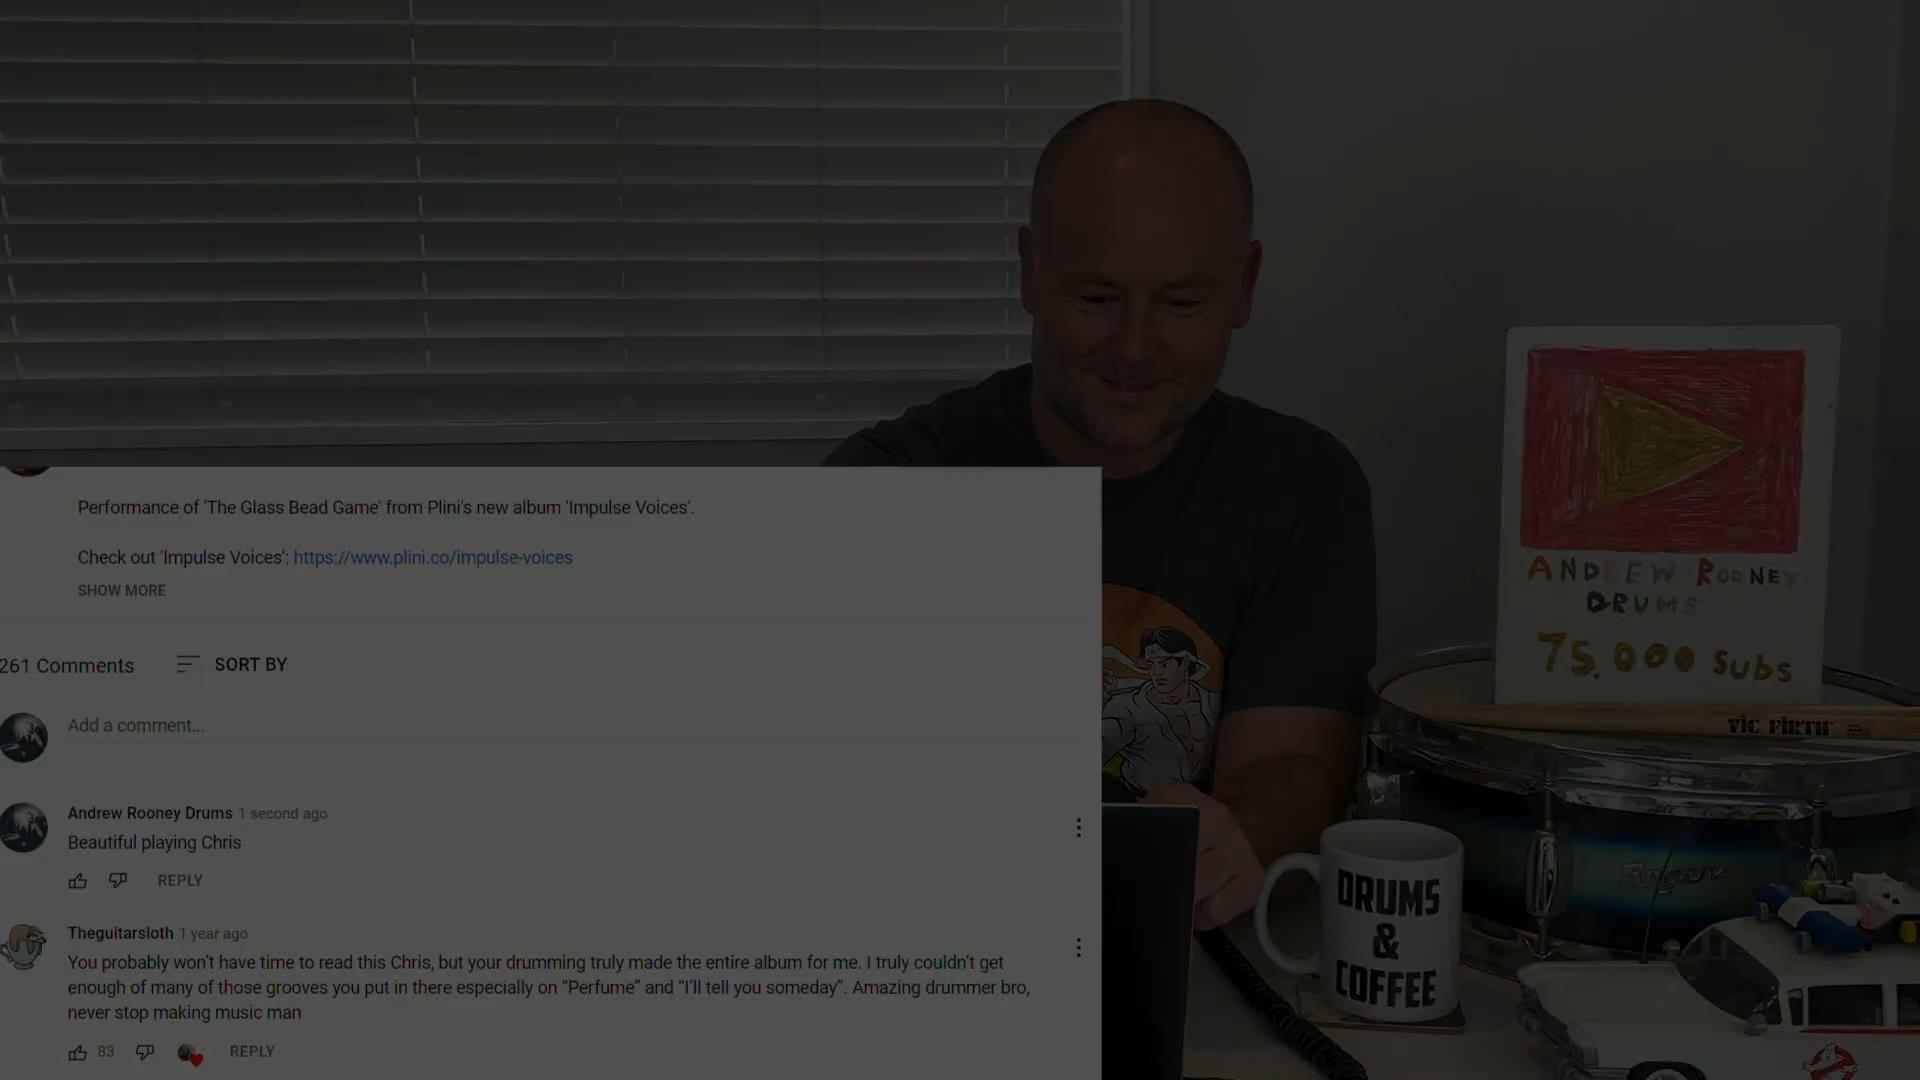 Performance of 'The Glass Bead Game' from Plini's new album 'Impulse Voices'.
Check out 'Impulse Voices': https://www.plini.co/impulse-voices
SHOW MORE
261 Comments
SORT BY
Add a comment...
Andrew Rooney Drums 1 second ago
Beautiful playing Chris
REPLY
Theguitarsloth 1 year ago
You probably won't have time to read this Chris, but your drumming truly made the entire album for me. I truly couldn't get
enough of many of those grooves you put in there especially on “Perfume” and “I'll tell you someday”. Amazing drummer bro,
never stop making music man
83
REPLY
ANDREW ROONEY
DRUMS
75,000 SUBS
VIC FIRTH
Rogers
DRUMS
&
COFFEE